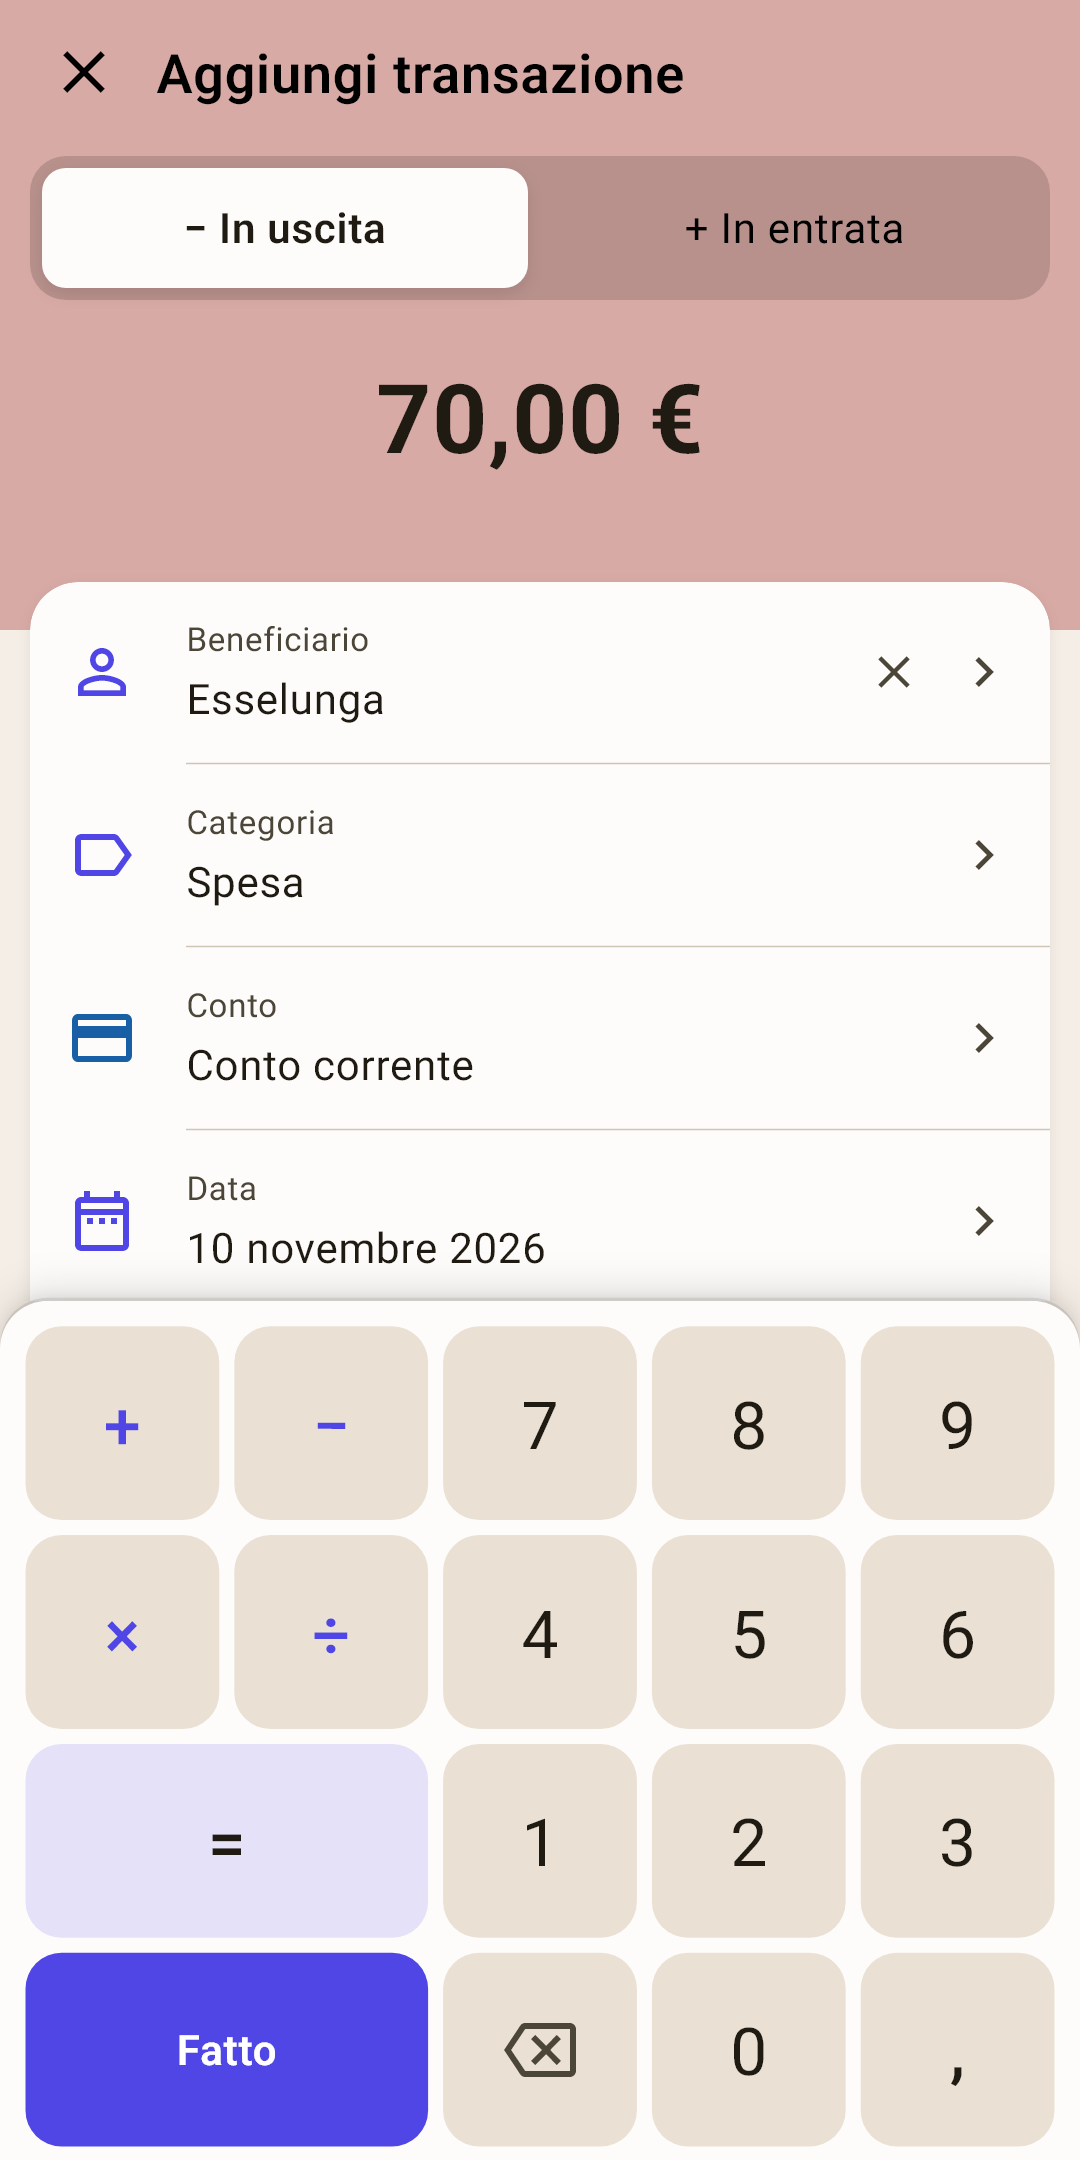 Aggiungi transazione
− In uscita
+ In entrata
70,00 €
Beneficiario
Esselunga
Categoria
Spesa
Conto
Conto corrente
Data
10 novembre 2026
+ − 7 8 9
× ÷ 4 5 6
= 1 2 3
Fatto 0 ,